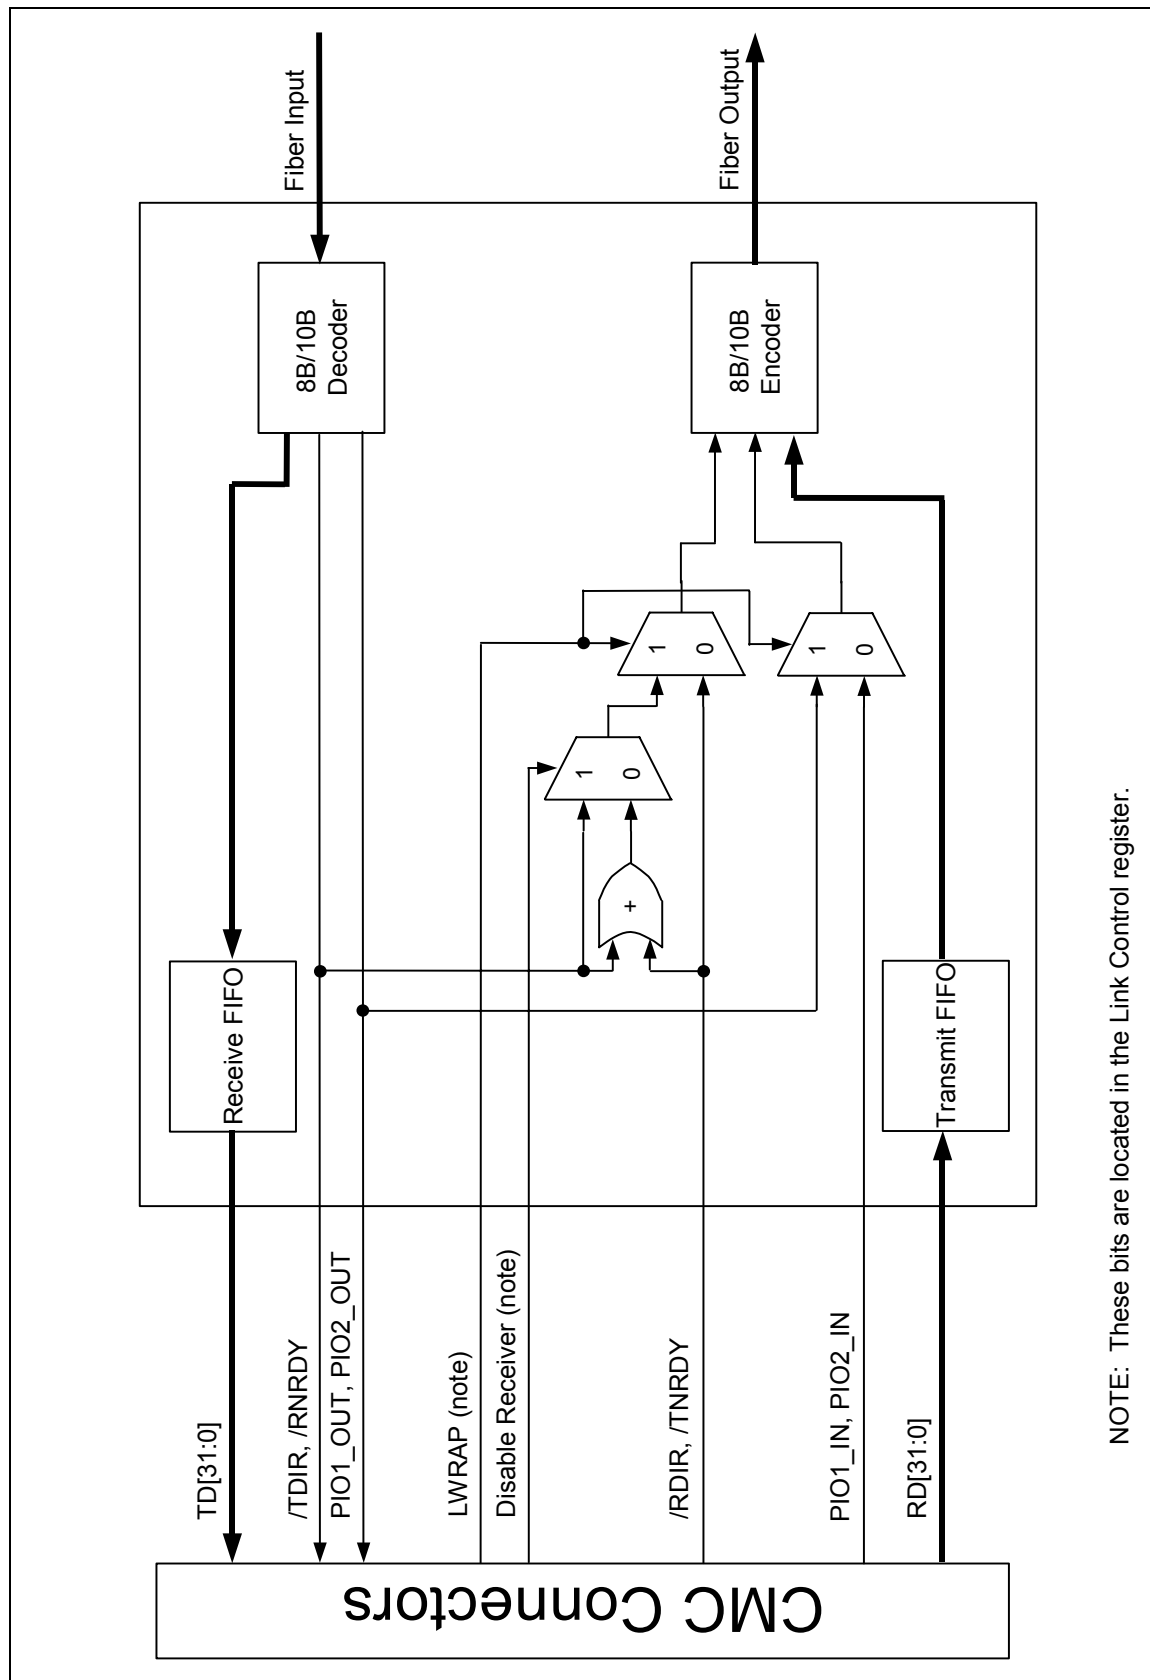 Fiber Input
Fiber Output
8B/10B
Decoder
8B/10B
Encoder
1
0
1
0
1
0
+
Receive FIFO
Transmit FIFO
TD[31:0]
/TDIR, /RNRDY
PIO1_OUT, PIO2_OUT
LWRAP (note)
Disable Receiver (note)
/RDIR, /TNRDY
PIO1_IN, PIO2_IN
RD[31:0]
CMC Connectors
NOTE: These bits are located in the Link Control register.